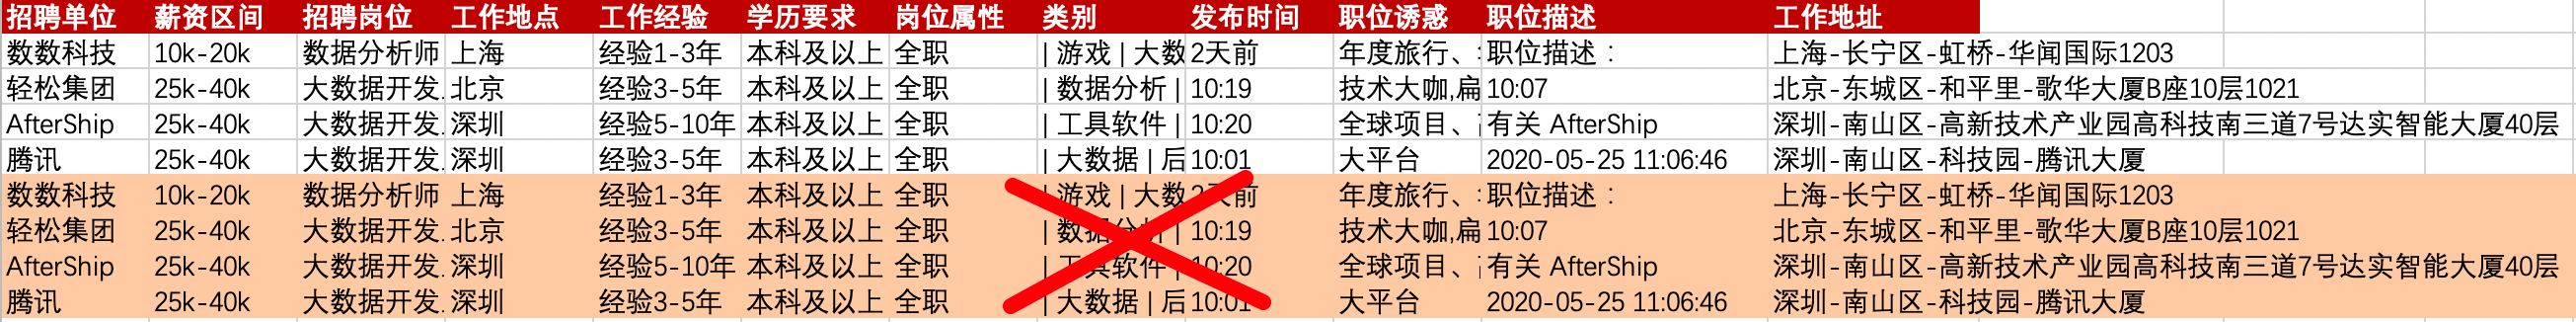 招聘单位 薪资区间 招聘岗位 工作地点 工作经验 学历要求 岗位属性 类别 发布时间 职位诱惑 职位描述 工作地址
数数科技 10k-20k 数据分析师 上海 经验1-3年 本科及以上 全职 | 游戏 | 大数 2天前 年度旅行、 职位描述： 上海-长宁区-虹桥-华闻国际1203
轻松集团 25k-40k 大数据开发 北京 经验3-5年 本科及以上 全职 | 数据分析 | 10:19 技术大咖,扁 10:07 北京-东城区-和平里-歌华大厦B座10层1021
AfterShip 25k-40k 大数据开发 深圳 经验5-10年 本科及以上 全职 | 工具软件 | 10:20 全球项目、 有关 AfterShip 深圳-南山区-高新技术产业园高科技南三道7号达实智能大厦40层
腾讯 25k-40k 大数据开发 深圳 经验3-5年 本科及以上 全职 | 大数据 | 后 10:01 大平台 2020-05-25 11:06:46 深圳-南山区-科技园-腾讯大厦
数数科技 10k-20k 数据分析师 上海 经验1-3年 本科及以上 全职 | 游戏 | 大数 2天前 年度旅行、 职位描述： 上海-长宁区-虹桥-华闻国际1203
轻松集团 25k-40k 大数据开发 北京 经验3-5年 本科及以上 全职 | 数据分析 | 10:19 技术大咖,扁 10:07 北京-东城区-和平里-歌华大厦B座10层1021
AfterShip 25k-40k 大数据开发 深圳 经验5-10年 本科及以上 全职 | 工具软件 | 10:20 全球项目、 有关 AfterShip 深圳-南山区-高新技术产业园高科技南三道7号达实智能大厦40层
腾讯 25k-40k 大数据开发 深圳 经验3-5年 本科及以上 全职 | 大数据 | 后 10:01 大平台 2020-05-25 11:06:46 深圳-南山区-科技园-腾讯大厦